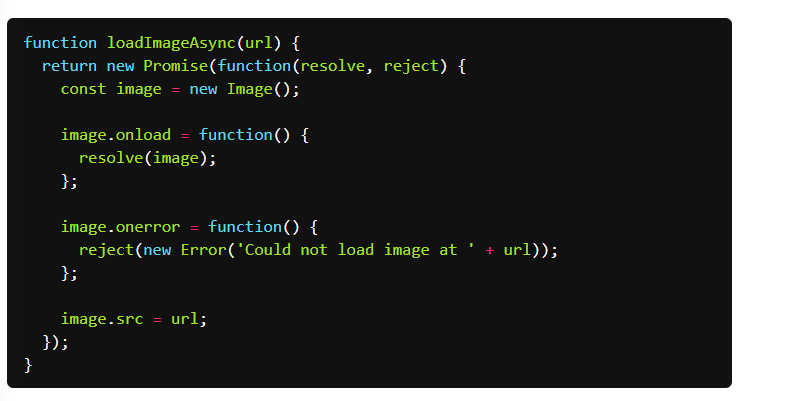 function loadImageAsync(url) {
  return new Promise(function(resolve, reject) {
    const image = new Image();

    image.onload = function() {
      resolve(image);
    };

    image.onerror = function() {
      reject(new Error('Could not load image at ' + url));
    };

    image.src = url;
  });
}